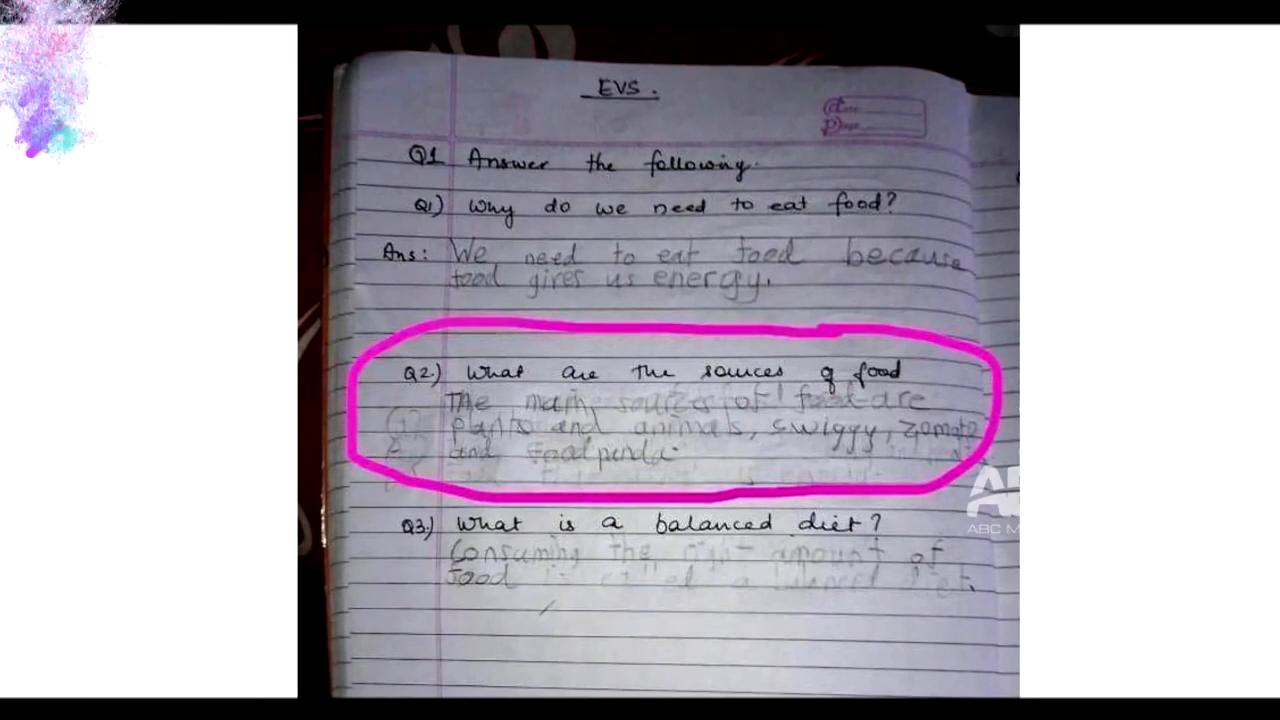 EVS.
Date
Page
Q1 Answer the following.
Q1) Why do we need to eat food?
Ans: We need to eat food because
food gives us energy.
Q2.) What are the sources of food
The main sources of food are
plants and animals, swiggy, zomato
and Foodpanda.
Q3.) What is a balanced diet?
Consuming the right amount of
food is called a balanced diet.
ABC M